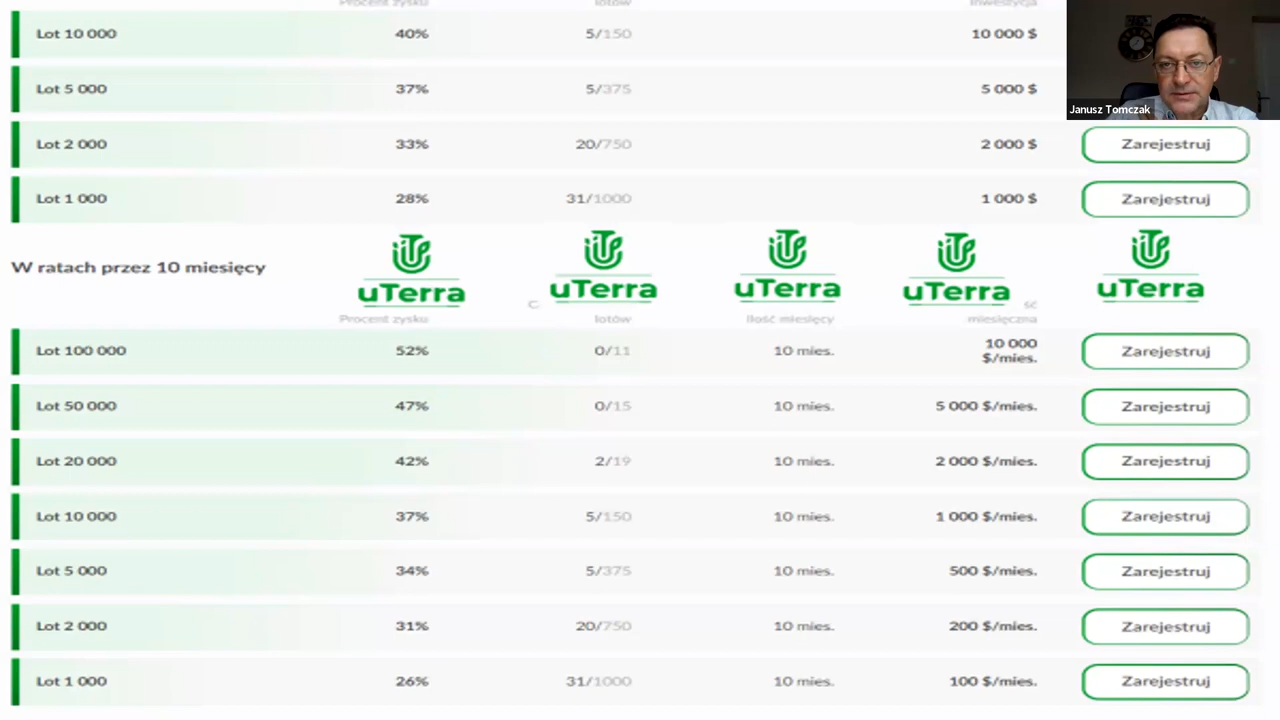 Procent zysku lotów Inwestycja
Lot 10 000 40% 5/150 10 000 $
Janusz Tomczak
Lot 5 000 37% 5/375 5 000 $
Lot 2 000 33% 20/750 2 000 $ Zarejestruj
Lot 1 000 28% 31/1000 1 000 $ Zarejestruj
W ratach przez 10 miesięcy
uTerra uTerra uTerra uTerra uTerra
Procent zysku lotów Ilość miesięcy miesięczna
Lot 100 000 52% 0/11 10 mies. 10 000 $/mies. Zarejestruj
Lot 50 000 47% 0/15 10 mies. 5 000 $/mies. Zarejestruj
Lot 20 000 42% 2/19 10 mies. 2 000 $/mies. Zarejestruj
Lot 10 000 37% 5/150 10 mies. 1 000 $/mies. Zarejestruj
Lot 5 000 34% 5/375 10 mies. 500 $/mies. Zarejestruj
Lot 2 000 31% 20/750 10 mies. 200 $/mies. Zarejestruj
Lot 1 000 26% 31/1000 10 mies. 100 $/mies. Zarejestruj